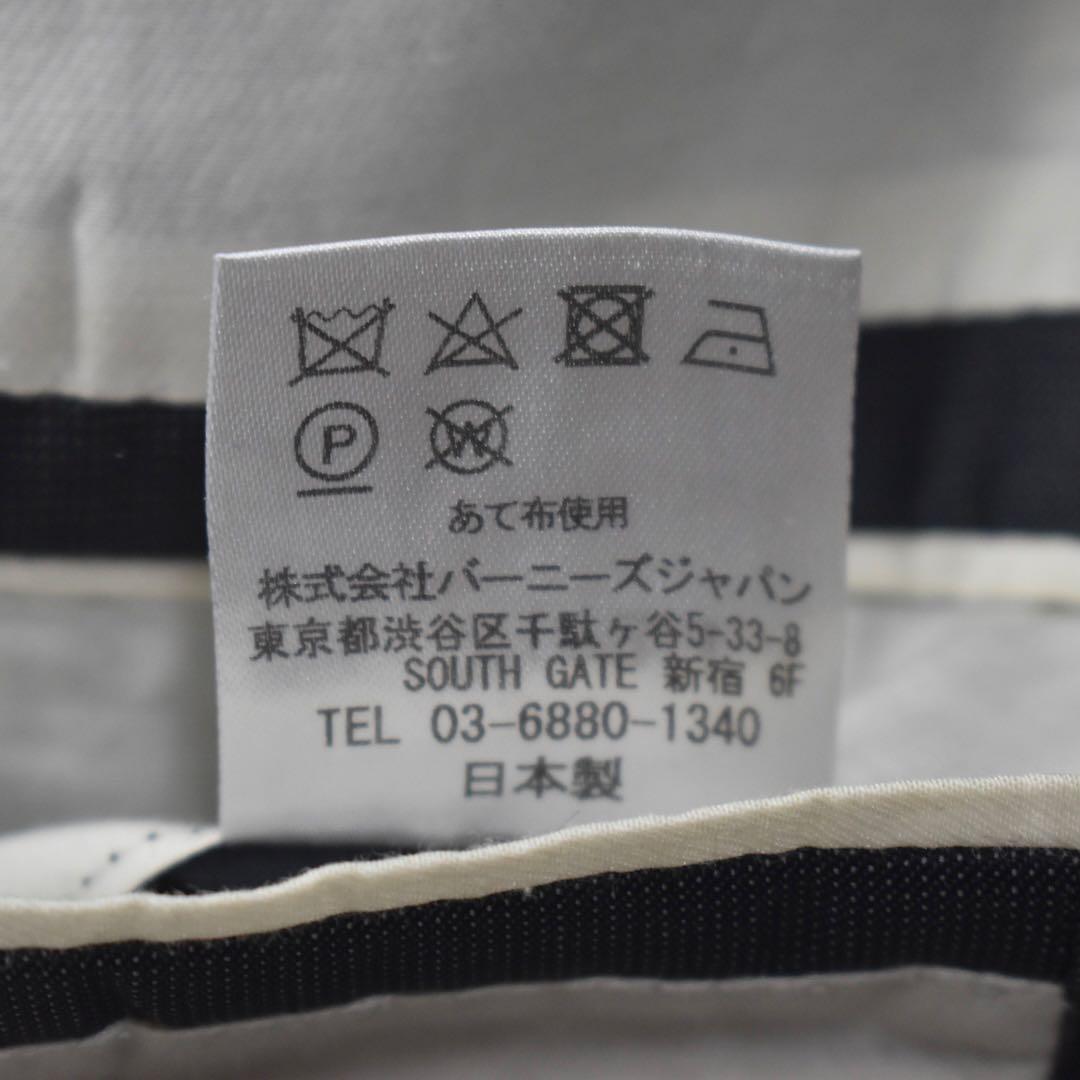 P W
あて布使用
株式会社バーニーズジャパン
東京都渋谷区千駄ヶ谷5-33-8
SOUTH GATE 新宿 6F
TEL 03-6880-1340
日本製